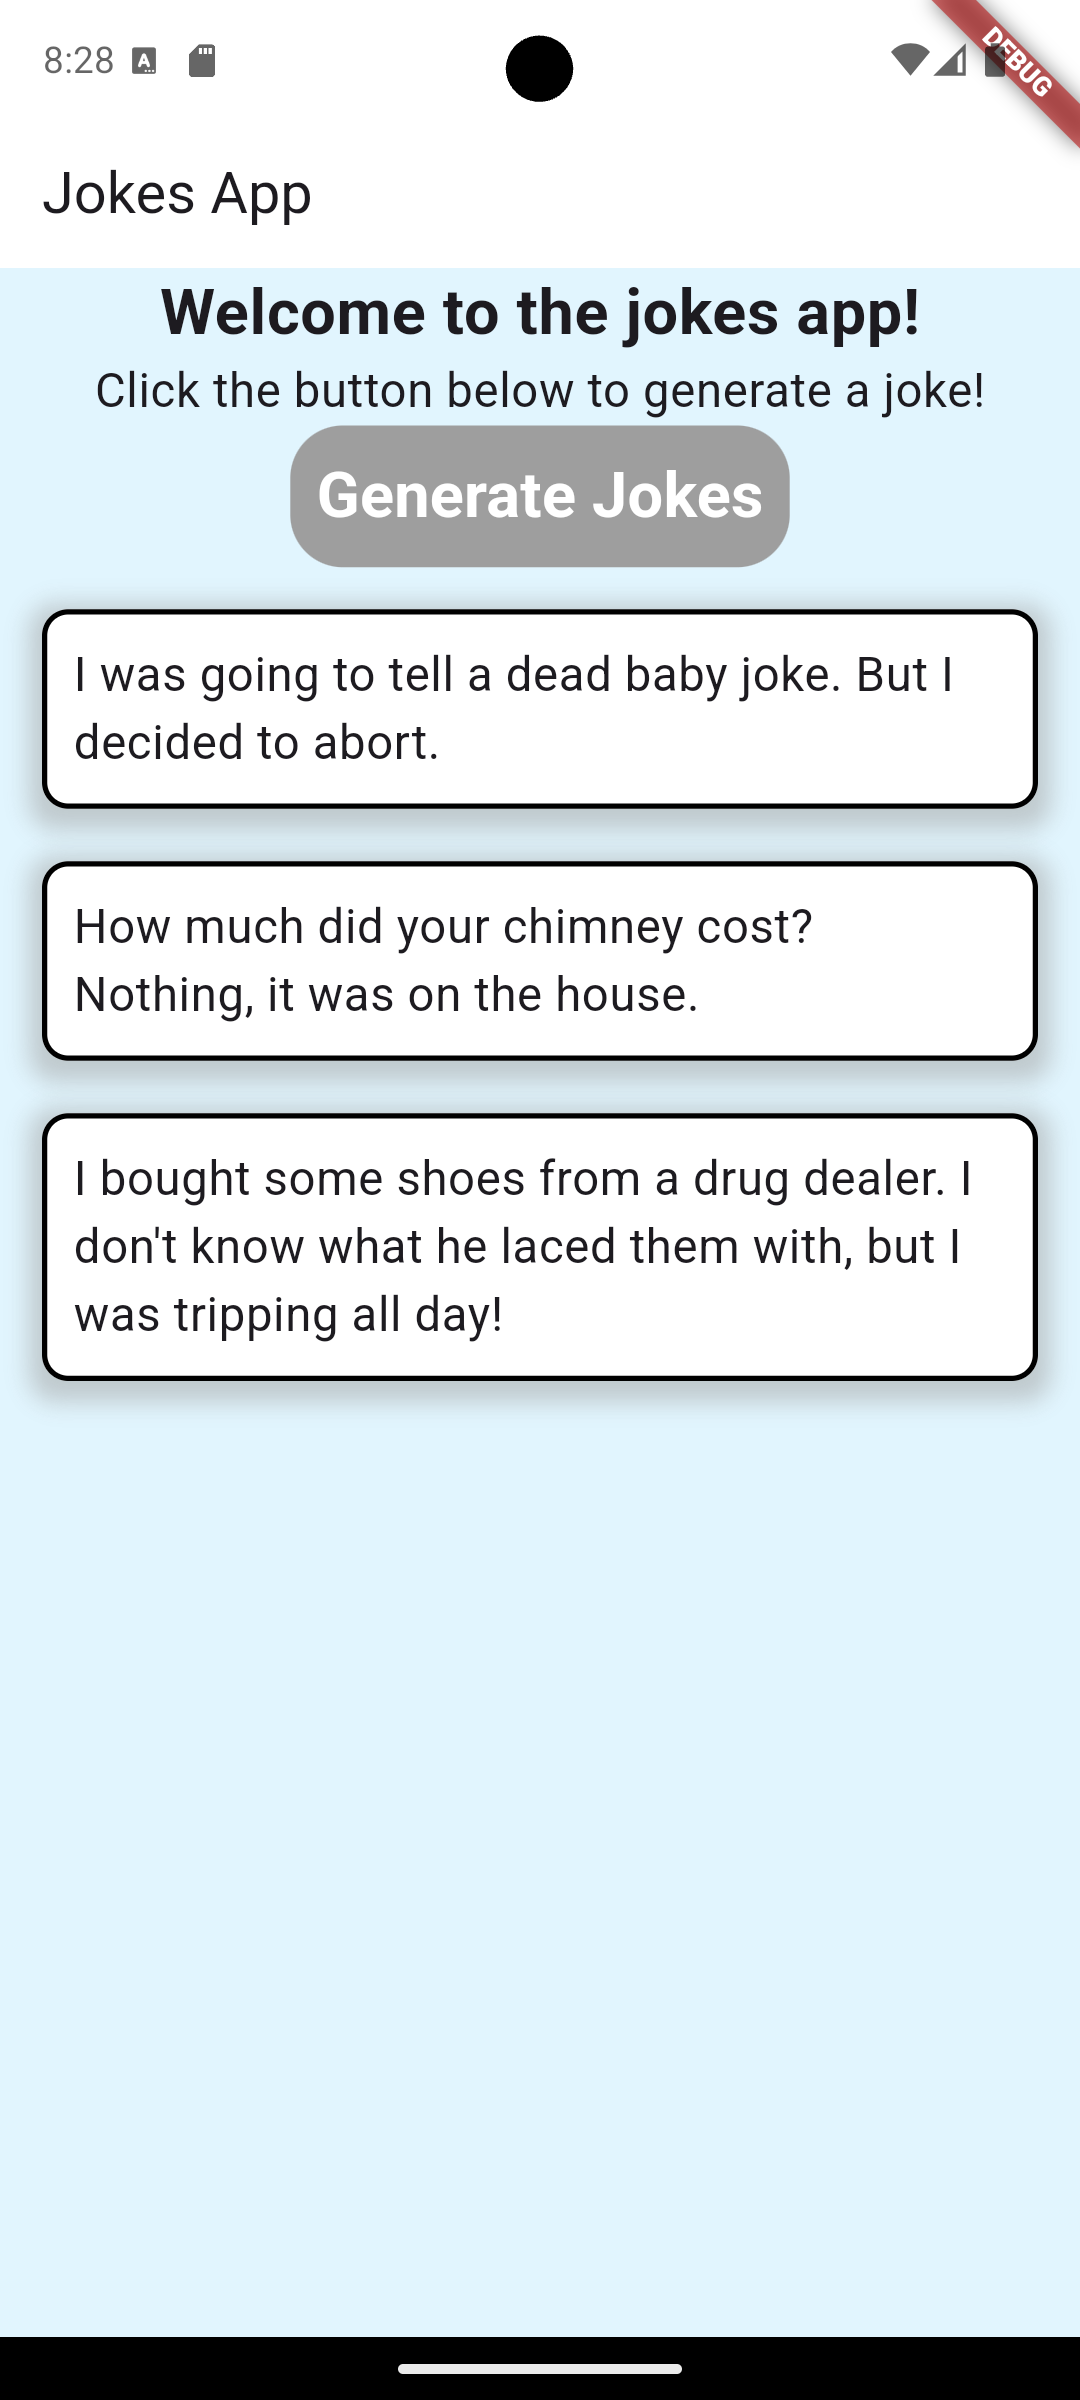 8:28
DEBUG
Jokes App
Welcome to the jokes app!
Click the button below to generate a joke!
Generate Jokes
I was going to tell a dead baby joke. But I
decided to abort.
How much did your chimney cost?
Nothing, it was on the house.
I bought some shoes from a drug dealer. I
don't know what he laced them with, but I
was tripping all day!